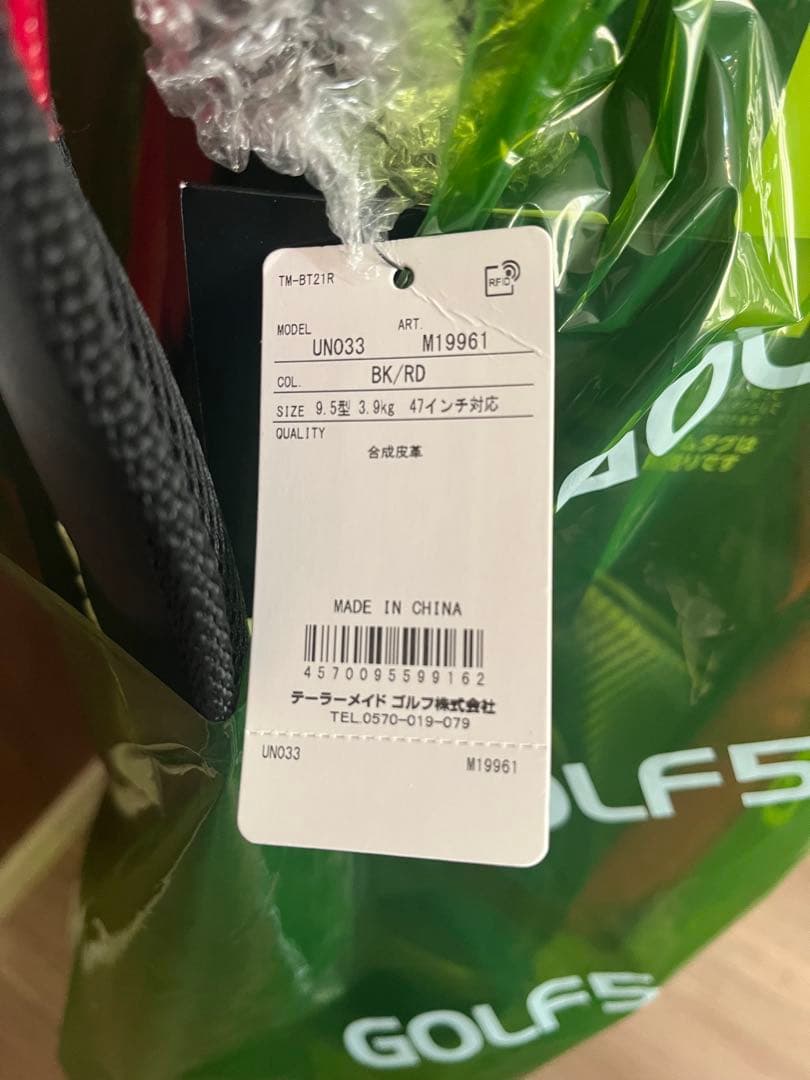 TM-BT21R
RFID
MODEL UN033 ART. M19961
COL. BK/RD
SIZE 9.5型 3.9kg 47インチ対応
QUALITY
合成皮革
MADE IN CHINA
4570095599162
テーラーメイド ゴルフ株式会社
TEL.0570-019-079
UN033 M19961
GOLF5
GOLF5